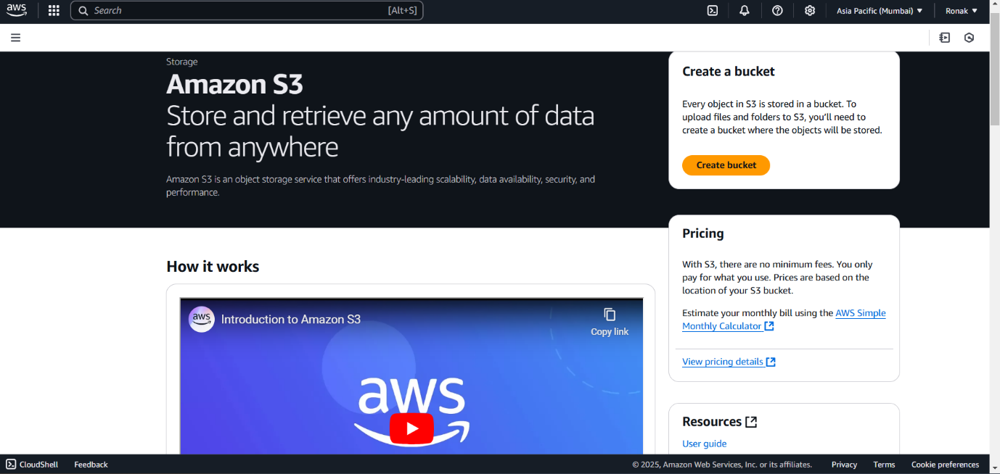 aws
Search
[Alt+S]
Asia Pacific (Mumbai)
Ronak
Storage
Amazon S3
Store and retrieve any amount of data
from anywhere
Amazon S3 is an object storage service that offers industry-leading scalability, data availability, security, and
performance.
Create a bucket
Every object in S3 is stored in a bucket. To
upload files and folders to S3, you'll need to
create a bucket where the objects will be stored.
Create bucket
How it works
aws
Introduction to Amazon S3
Copy link
aws
Pricing
With S3, there are no minimum fees. You only
pay for what you use. Prices are based on the
location of your S3 bucket.
Estimate your monthly bill using the AWS Simple
Monthly Calculator
View pricing details
Resources
User guide
CloudShell
Feedback
© 2025, Amazon Web Services, Inc. or its affiliates.
Privacy
Terms
Cookie preferences